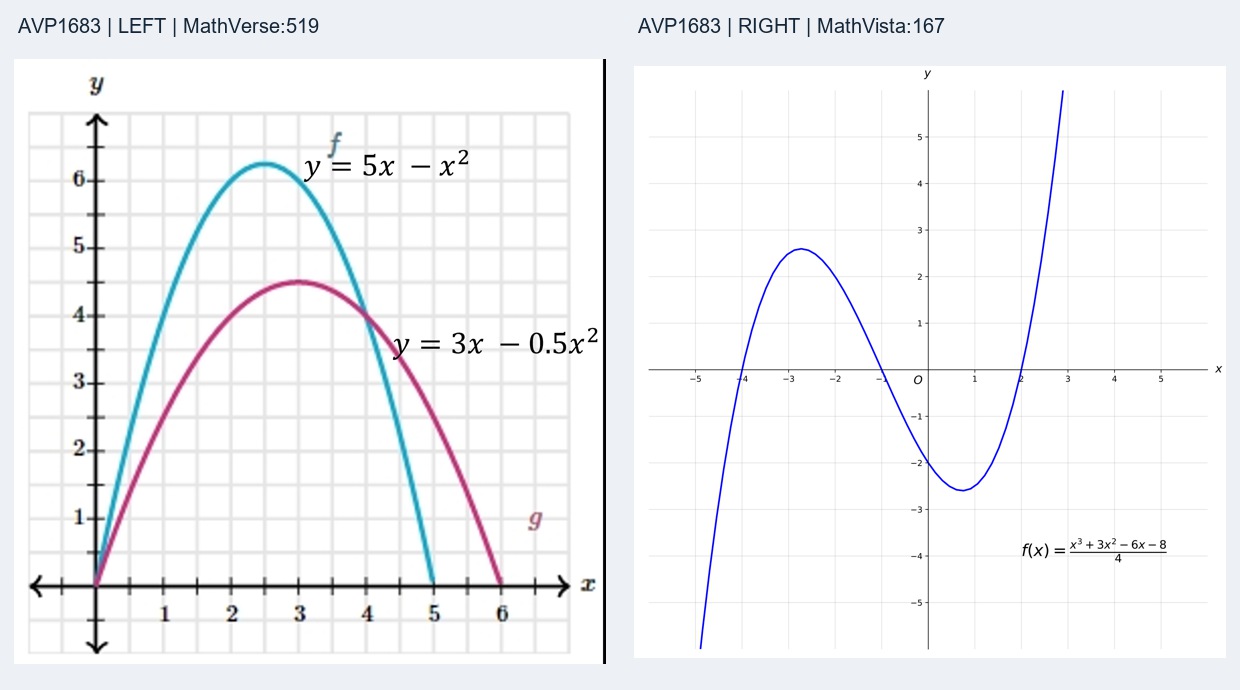 AVP1683 | LEFT | MathVerse:519
y
f
y = 5x − x²
6
5
4
y = 3x − 0.5x²
3
2
1
g
x
1 2 3 4 5 6
AVP1683 | RIGHT | MathVista:167
y
5
4
3
2
1
−5 −4 −3 −2 −1 O 1 2 3 4 5 x
−1
−2
−3
f(x) = (x³ + 3x² − 6x − 8)/4
−4
−5